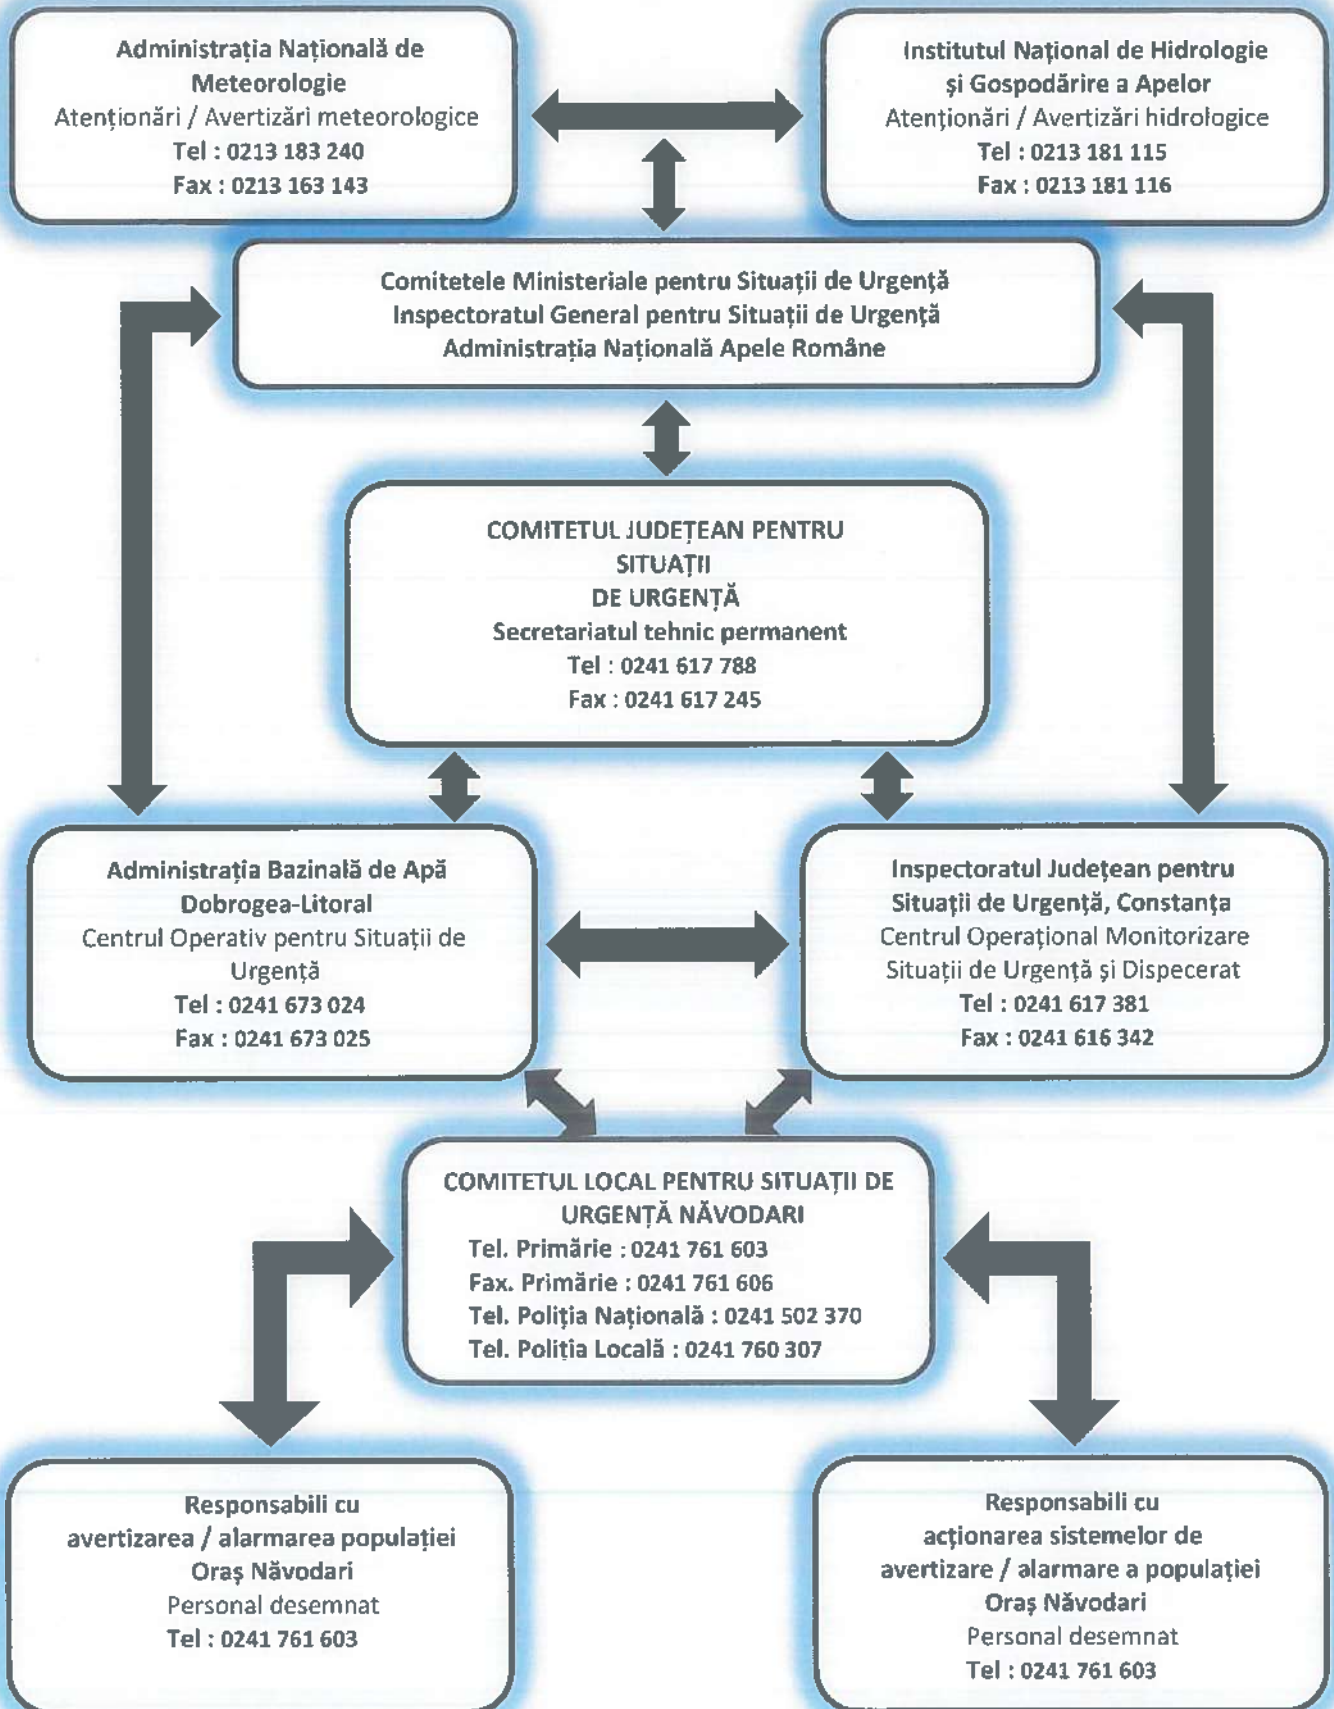 Administrația Națională de
Meteorologie
Atenționări / Avertizări meteorologice
Tel : 0213 183 240
Fax : 0213 163 143
Institutul Național de Hidrologie
și Gospodărire a Apelor
Atenționări / Avertizări hidrologice
Tel : 0213 181 115
Fax : 0213 181 116
Comitetele Ministeriale pentru Situații de Urgență
Inspectoratul General pentru Situații de Urgență
Administrația Națională Apele Române
COMITETUL JUDEȚEAN PENTRU
SITUAȚII
DE URGENȚĂ
Secretariatul tehnic permanent
Tel : 0241 617 788
Fax : 0241 617 245
Administrația Bazinală de Apă
Dobrogea-Litoral
Centrul Operativ pentru Situații de
Urgență
Tel : 0241 673 024
Fax : 0241 673 025
Inspectoratul Județean pentru
Situații de Urgență, Constanța
Centrul Operațional Monitorizare
Situații de Urgență și Dispecerat
Tel : 0241 617 381
Fax : 0241 616 342
COMITETUL LOCAL PENTRU SITUAȚII DE
URGENȚĂ NĂVODARI
Tel. Primărie : 0241 761 603
Fax. Primărie : 0241 761 606
Tel. Poliția Națională : 0241 502 370
Tel. Poliția Locală : 0241 760 307
Responsabili cu
avertizarea / alarmarea populației
Oraș Năvodari
Personal desemnat
Tel : 0241 761 603
Responsabili cu
acționarea sistemelor de
avertizare / alarmare a populației
Oraș Năvodari
Personal desemnat
Tel : 0241 761 603